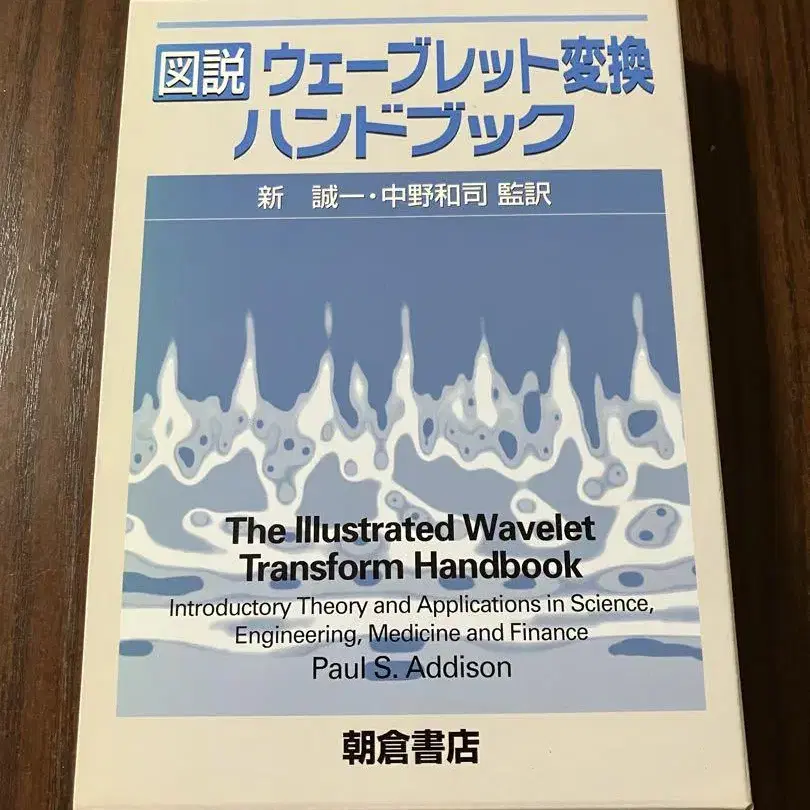 図説 ウェーブレット変換
ハンドブック
新 誠一・中野和司 監訳
The Illustrated Wavelet
Transform Handbook
Introductory Theory and Applications in Science,
Engineering, Medicine and Finance
Paul S. Addison
朝倉書店